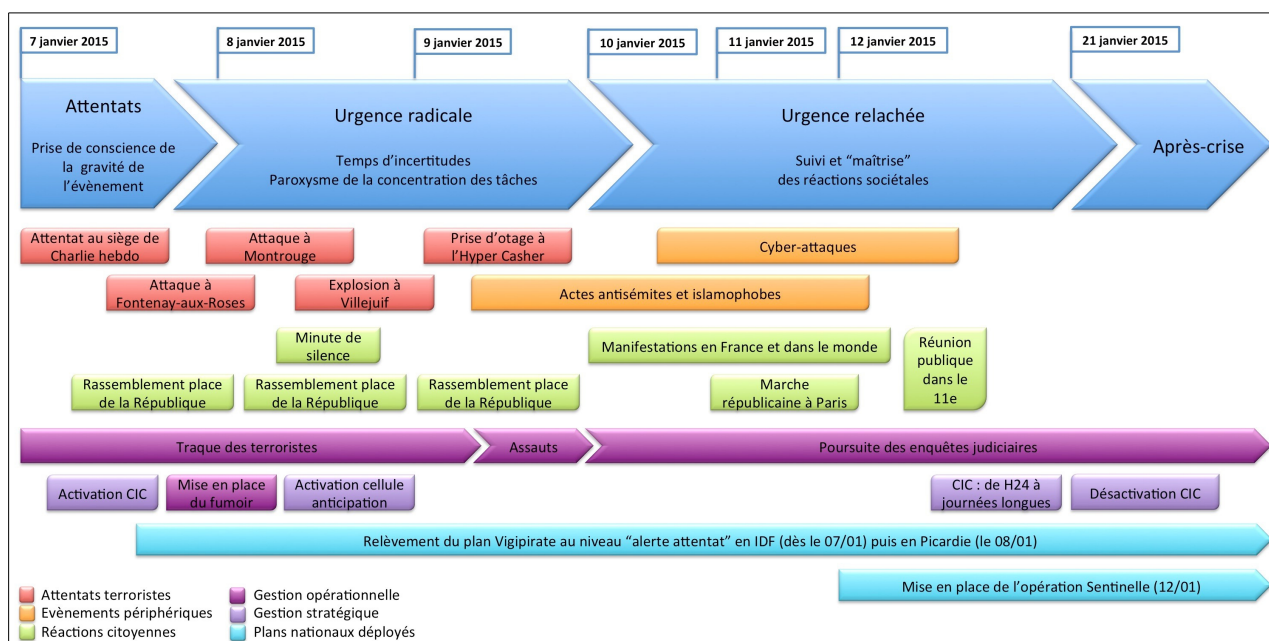 7 janvier 2015
8 janvier 2015
9 janvier 2015
10 janvier 2015
11 janvier 2015
12 janvier 2015
21 janvier 2015
Attentats
Prise de conscience de
la gravité de
l'évènement
Urgence radicale
Temps d'incertitudes
Paroxysme de la concentration des tâches
Urgence relachée
Suivi et "maîtrise"
des réactions sociétales
Après-crise
Attentat au siège de
Charlie hebdo
Attaque à
Montrouge
Prise d'otage à
l'Hyper Casher
Cyber-attaques
Attaque à
Fontenay-aux-Roses
Explosion à
Villejuif
Actes antisémites et islamophobes
Minute de
silence
Manifestations en France et dans le monde
Réunion
publique
dans le
11e
Rassemblement place
de la République
Rassemblement place
de la République
Rassemblement place
de la République
Marche
républicaine à Paris
Traque des terroristes
Assauts
Poursuite des enquêtes judiciaires
Activation CIC
Mise en place
du fumoir
Activation cellule
anticipation
CIC : de H24 à
journées longues
Désactivation CIC
Relèvement du plan Vigipirate au niveau "alerte attentat" en IDF (dès le 07/01) puis en Picardie (le 08/01)
Mise en place de l'opération Sentinelle (12/01)
Attentats terroristes
Evènements périphériques
Réactions citoyennes
Gestion opérationnelle
Gestion stratégique
Plans nationaux déployés